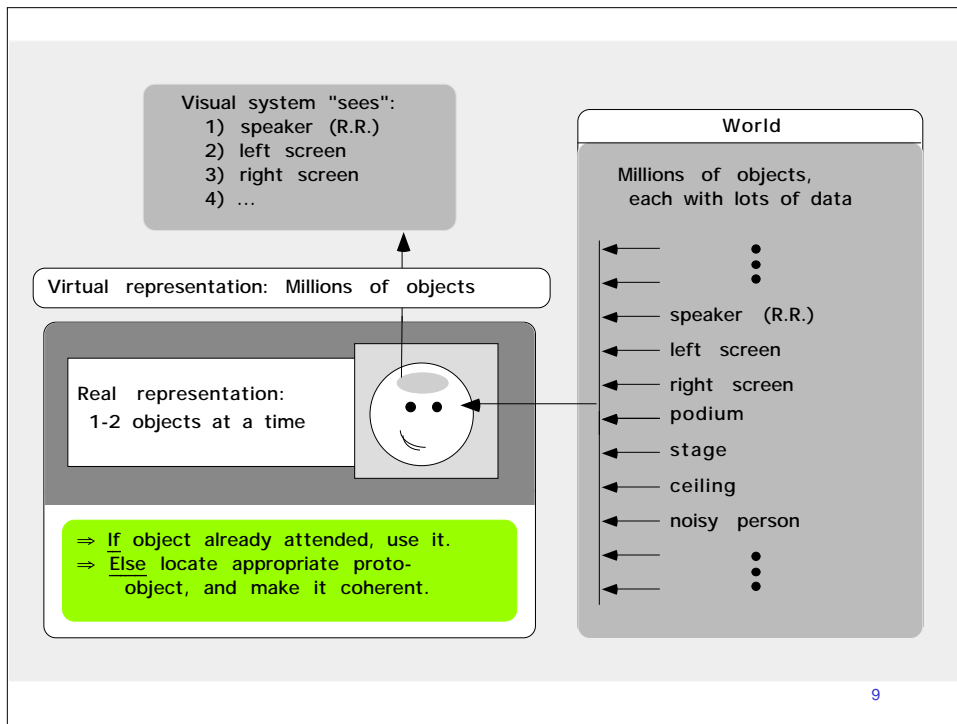 Visual system "sees":
1) speaker (R.R.)
2) left screen
3) right screen
4) ...
Virtual representation: Millions of objects
Real representation:
1-2 objects at a time
⇒ If object already attended, use it.
⇒ Else locate appropriate proto-
object, and make it coherent.
World
Millions of objects,
each with lots of data
speaker (R.R.)
left screen
right screen
podium
stage
ceiling
noisy person
9